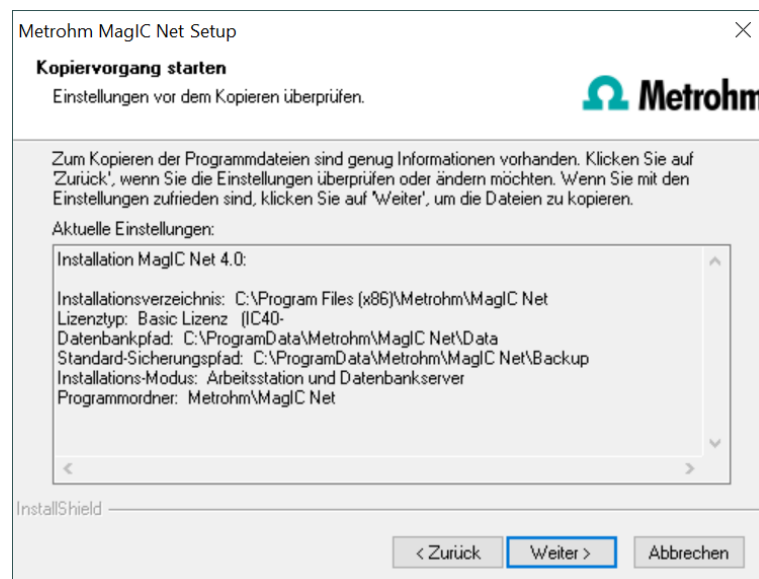 Metrohm MagIC Net Setup
Kopiervorgang starten
Einstellungen vor dem Kopieren überprüfen.
Metrohm
Zum Kopieren der Programmdateien sind genug Informationen vorhanden. Klicken Sie auf
'Zurück', wenn Sie die Einstellungen überprüfen oder ändern möchten. Wenn Sie mit den
Einstellungen zufrieden sind, klicken Sie auf 'Weiter', um die Dateien zu kopieren.
Aktuelle Einstellungen:
Installation MagIC Net 4.0:
Installationsverzeichnis: C:\Program Files (x86)\Metrohm\MagIC Net
Lizenztyp: Basic Lizenz (IC40-
Datenbankpfad: C:\ProgramData\Metrohm\MagIC Net\Data
Standard-Sicherungspfad: C:\ProgramData\Metrohm\MagIC Net\Backup
Installations-Modus: Arbeitsstation und Datenbankserver
Programmordner: Metrohm\MagIC Net
InstallShield
< Zurück Weiter > Abbrechen